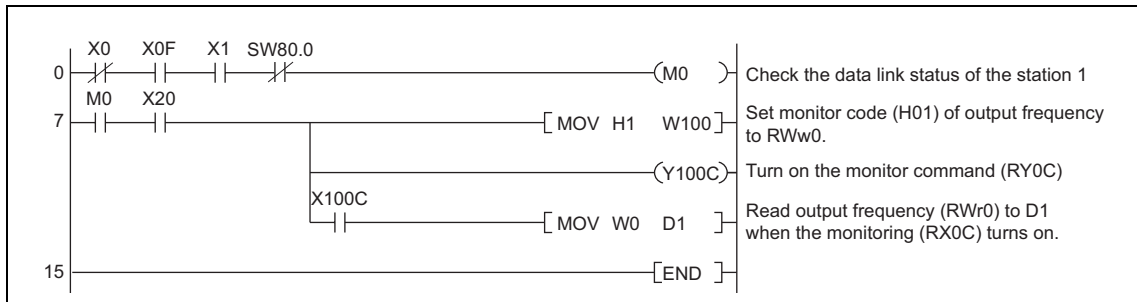 X0 X0F X1 SW80.0
0 (M0 ) Check the data link status of the station 1
M0 X20
7 [ MOV H1 W100 ] Set monitor code (H01) of output frequency
to RWw0.
(Y100C) Turn on the monitor command (RY0C)
X100C
[ MOV W0 D1 ] Read output frequency (RWr0) to D1
when the monitoring (RX0C) turns on.
15 [END ]